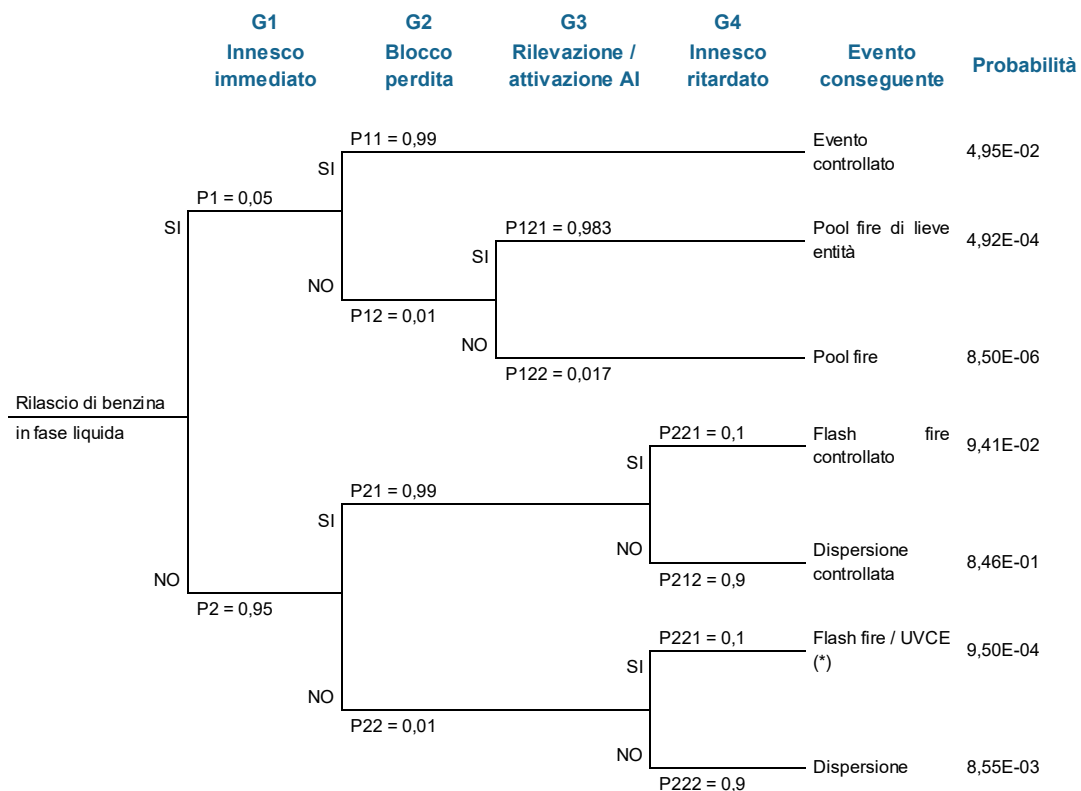 G1
Innesco
immediato
G2
Blocco
perdita
G3
Rilevazione /
attivazione AI
G4
Innesco
ritardato
Evento
conseguente
Probabilità
P11 = 0,99
Evento
controllato
4,95E-02
SI
P1 = 0,05
SI
P121 = 0,983
Pool fire di lieve
entità
4,92E-04
SI
NO
P12 = 0,01
NO
P122 = 0,017
Pool fire
8,50E-06
Rilascio di benzina
in fase liquida
P221 = 0,1
Flash fire
controllato
9,41E-02
SI
P21 = 0,99
SI
NO
Dispersione
controllata
8,46E-01
P212 = 0,9
NO
P2 = 0,95
P221 = 0,1
Flash fire / UVCE
(*)
9,50E-04
SI
NO
P22 = 0,01
NO
P222 = 0,9
Dispersione
8,55E-03